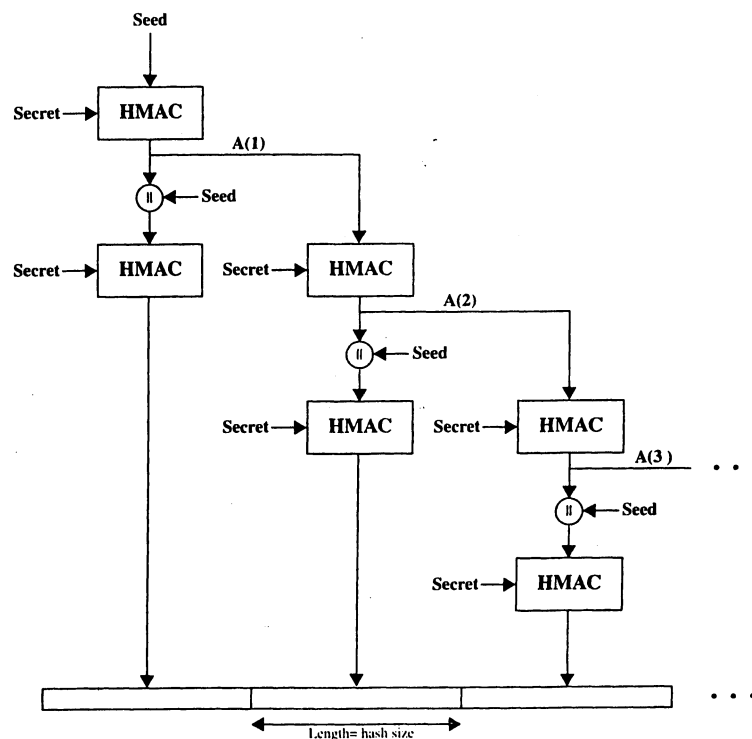 Seed
Secret
HMAC
A(1)
||
Seed
Secret
HMAC
Secret
HMAC
A(2)
||
Seed
Secret
HMAC
Secret
HMAC
A(3 )
• •
||
Seed
Secret
HMAC
• • •
Length= hash size